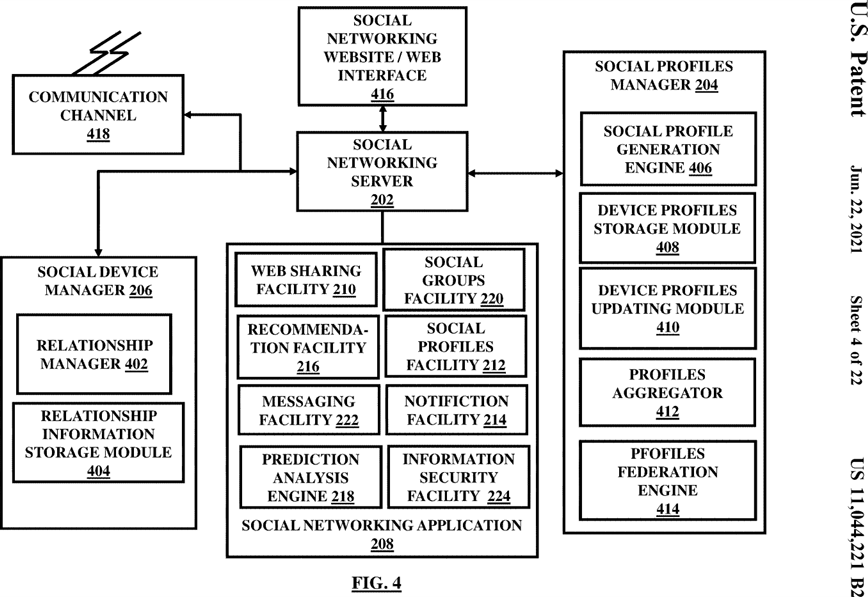 SOCIAL
NETWORKING
WEBSITE / WEB
INTERFACE
416
COMMUNICATION
CHANNEL
418
SOCIAL
NETWORKING
SERVER
202
SOCIAL PROFILES
MANAGER 204
SOCIAL PROFILE
GENERATION
ENGINE 406
DEVICE PROFILES
STORAGE MODULE
408
DEVICE PROFILES
UPDATING MODULE
410
PROFILES
AGGREGATOR
412
PFOFILES
FEDERATION
ENGINE
414
SOCIAL DEVICE
MANAGER 206
RELATIONSHIP
MANAGER 402
RELATIONSHIP
INFORMATION
STORAGE MODULE
404
WEB SHARING
FACILITY 210
SOCIAL
GROUPS
FACILITY 220
RECOMMENDA-
TION FACILITY
216
SOCIAL
PROFILES
FACILITY 212
MESSAGING
FACILITY 222
NOTIFICTION
FACILITY 214
PREDICTION
ANALYSIS
ENGINE 218
INFORMATION
SECURITY
FACILITY 224
SOCIAL NETWORKING APPLICATION
208
FIG. 4
U.S. Patent
Jun. 22, 2021
Sheet 4 of 22
US 11,044,221 B2